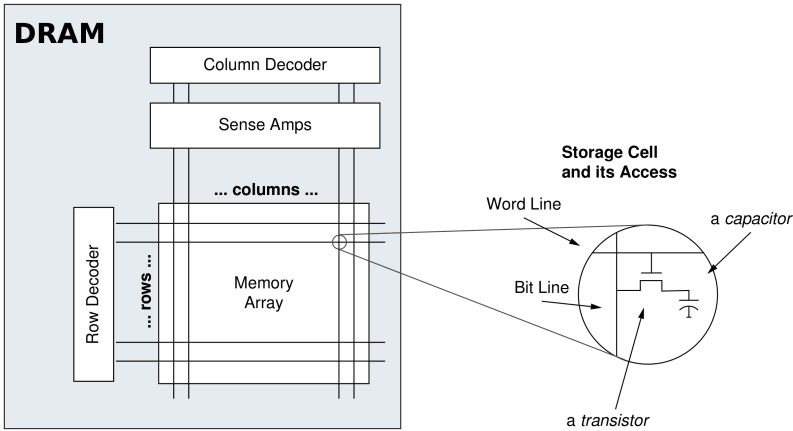 DRAM
Column Decoder
Sense Amps
... columns ...
Row Decoder
... rows ...
Memory
Array
Storage Cell
and its Access
Word Line
a capacitor
Bit Line
a transistor